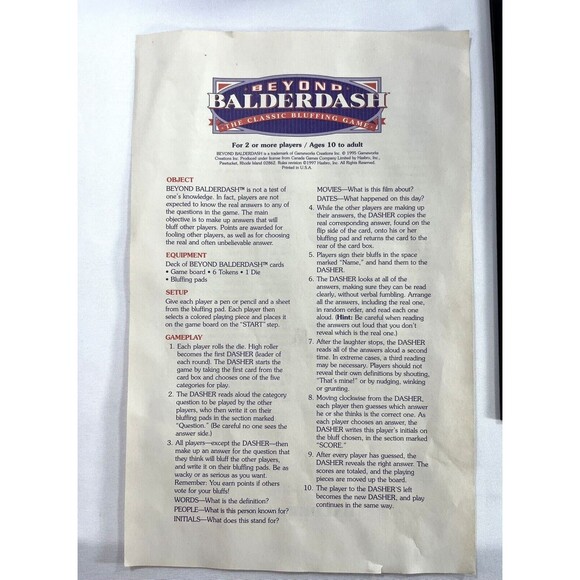 BEYOND
BALDERDASH
THE CLASSIC BLUFFING GAME
For 2 or more players / Ages 10 to adult
BEYOND BALDERDASH is a trademark of Gameworks Creations Inc. © 1995 Gameworks
Creations Inc. Produced under license from Canada Games Company Limited by Hasbro, Inc.,
Pawtucket, Rhode Island 02862. Rules revision ©1997 Hasbro, Inc. All Rights Reserved.
Printed in U.S.A.
OBJECT
BEYOND BALDERDASH™ is not a test of
one's knowledge. In fact, players are not
expected to know the real answers to any of
the questions in the game. The main
objective is to make up answers that will
bluff other players. Points are awarded for
fooling other players, as well as for choosing
the real and often unbelievable answer.
EQUIPMENT
Deck of BEYOND BALDERDASH™ cards
• Game board • 6 Tokens • 1 Die
• Bluffing pads
SETUP
Give each player a pen or pencil and a sheet
from the bluffing pad. Each player then
selects a colored playing piece and places it
on the game board on the "START" step.
GAMEPLAY
1. Each player rolls the die. High roller
becomes the first DASHER (leader of
each round). The DASHER starts the
game by taking the first card from the
card box and chooses one of the five
categories for play.
2. The DASHER reads aloud the category
question to be played by the other
players, who then write it on their
bluffing pads in the section marked
"Question." (Be careful no one sees the
answer side.)
3. All players—except the DASHER—then
make up an answer for the question that
they think will bluff the other players,
and write it on their bluffing pads. Be as
wacky or as serious as you want.
Remember: You earn points if others
vote for your bluffs!
WORDS—What is the definition?
PEOPLE—What is this person known for?
INITIALS—What does this stand for?
MOVIES—What is this film about?
DATES—What happened on this day?
4. While the other players are making up
their answers, the DASHER copies the
real corresponding answer, found on the
flip side of the card, onto his or her
bluffing pad and returns the card to the
rear of the card box.
5. Players sign their bluffs in the space
marked "Name," and hand them to the
DASHER.
6. The DASHER looks at all of the
answers, making sure they can be read
clearly, without verbal fumbling. Arrange
all the answers, including the real one,
in random order, and read each one
aloud. (Hint: Be careful when reading
the answers out loud that you don't
reveal which is the real one.)
7. After the laughter stops, the DASHER
reads all of the answers aloud a second
time. In extreme cases, a third reading
may be necessary. Players should not
reveal their own definitions by shouting,
"That's mine!" or by nudging, winking
or grunting.
8. Moving clockwise from the DASHER,
each player then guesses which answer
he or she thinks is the correct one. As
each player chooses an answer, the
DASHER writes this player's initials on
the bluff chosen, in the section marked
"SCORE."
9. After every player has guessed, the
DASHER reveals the right answer. The
scores are totaled, and the playing
pieces are moved up the board.
10. The player to the DASHER'S left
becomes the new DASHER, and play
continues in the same way.